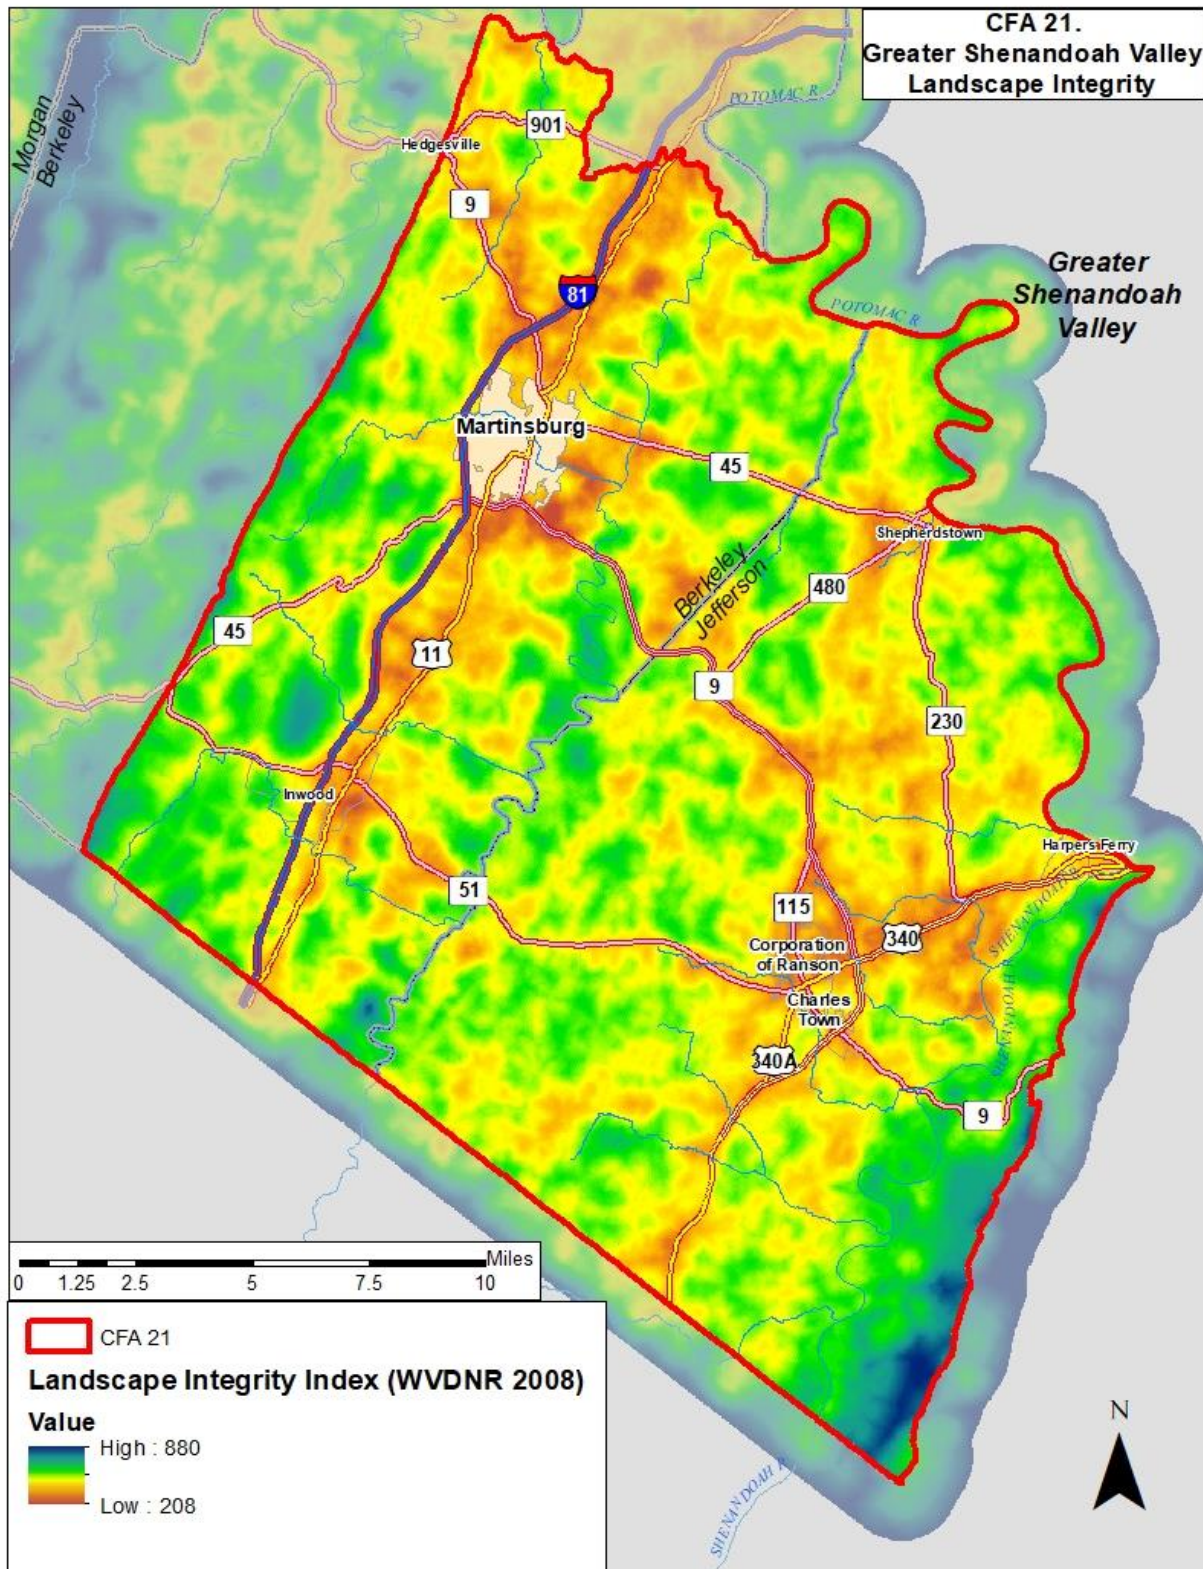 CFA 21.
Greater Shenandoah Valley
Landscape Integrity
Morgan
Berkeley
POTOMAC R.
901
Hedgesville
9
81
Greater
Shenandoah
Valley
POTOMAC R.
Martinsburg
45
Shepherdstown
480
Berkeley
Jefferson
45
11
9
230
Inwood
Harpers Ferry
51
115
SHENANDOAH R.
340
Corporation
of Ranson
Charles
Town
SHENANDOAH R.
340A
9
Miles
0 1.25 2.5 5 7.5 10
CFA 21
Landscape Integrity Index (WVDNR 2008)
Value
High : 880
Low : 208
N
SHENANDOAH R.